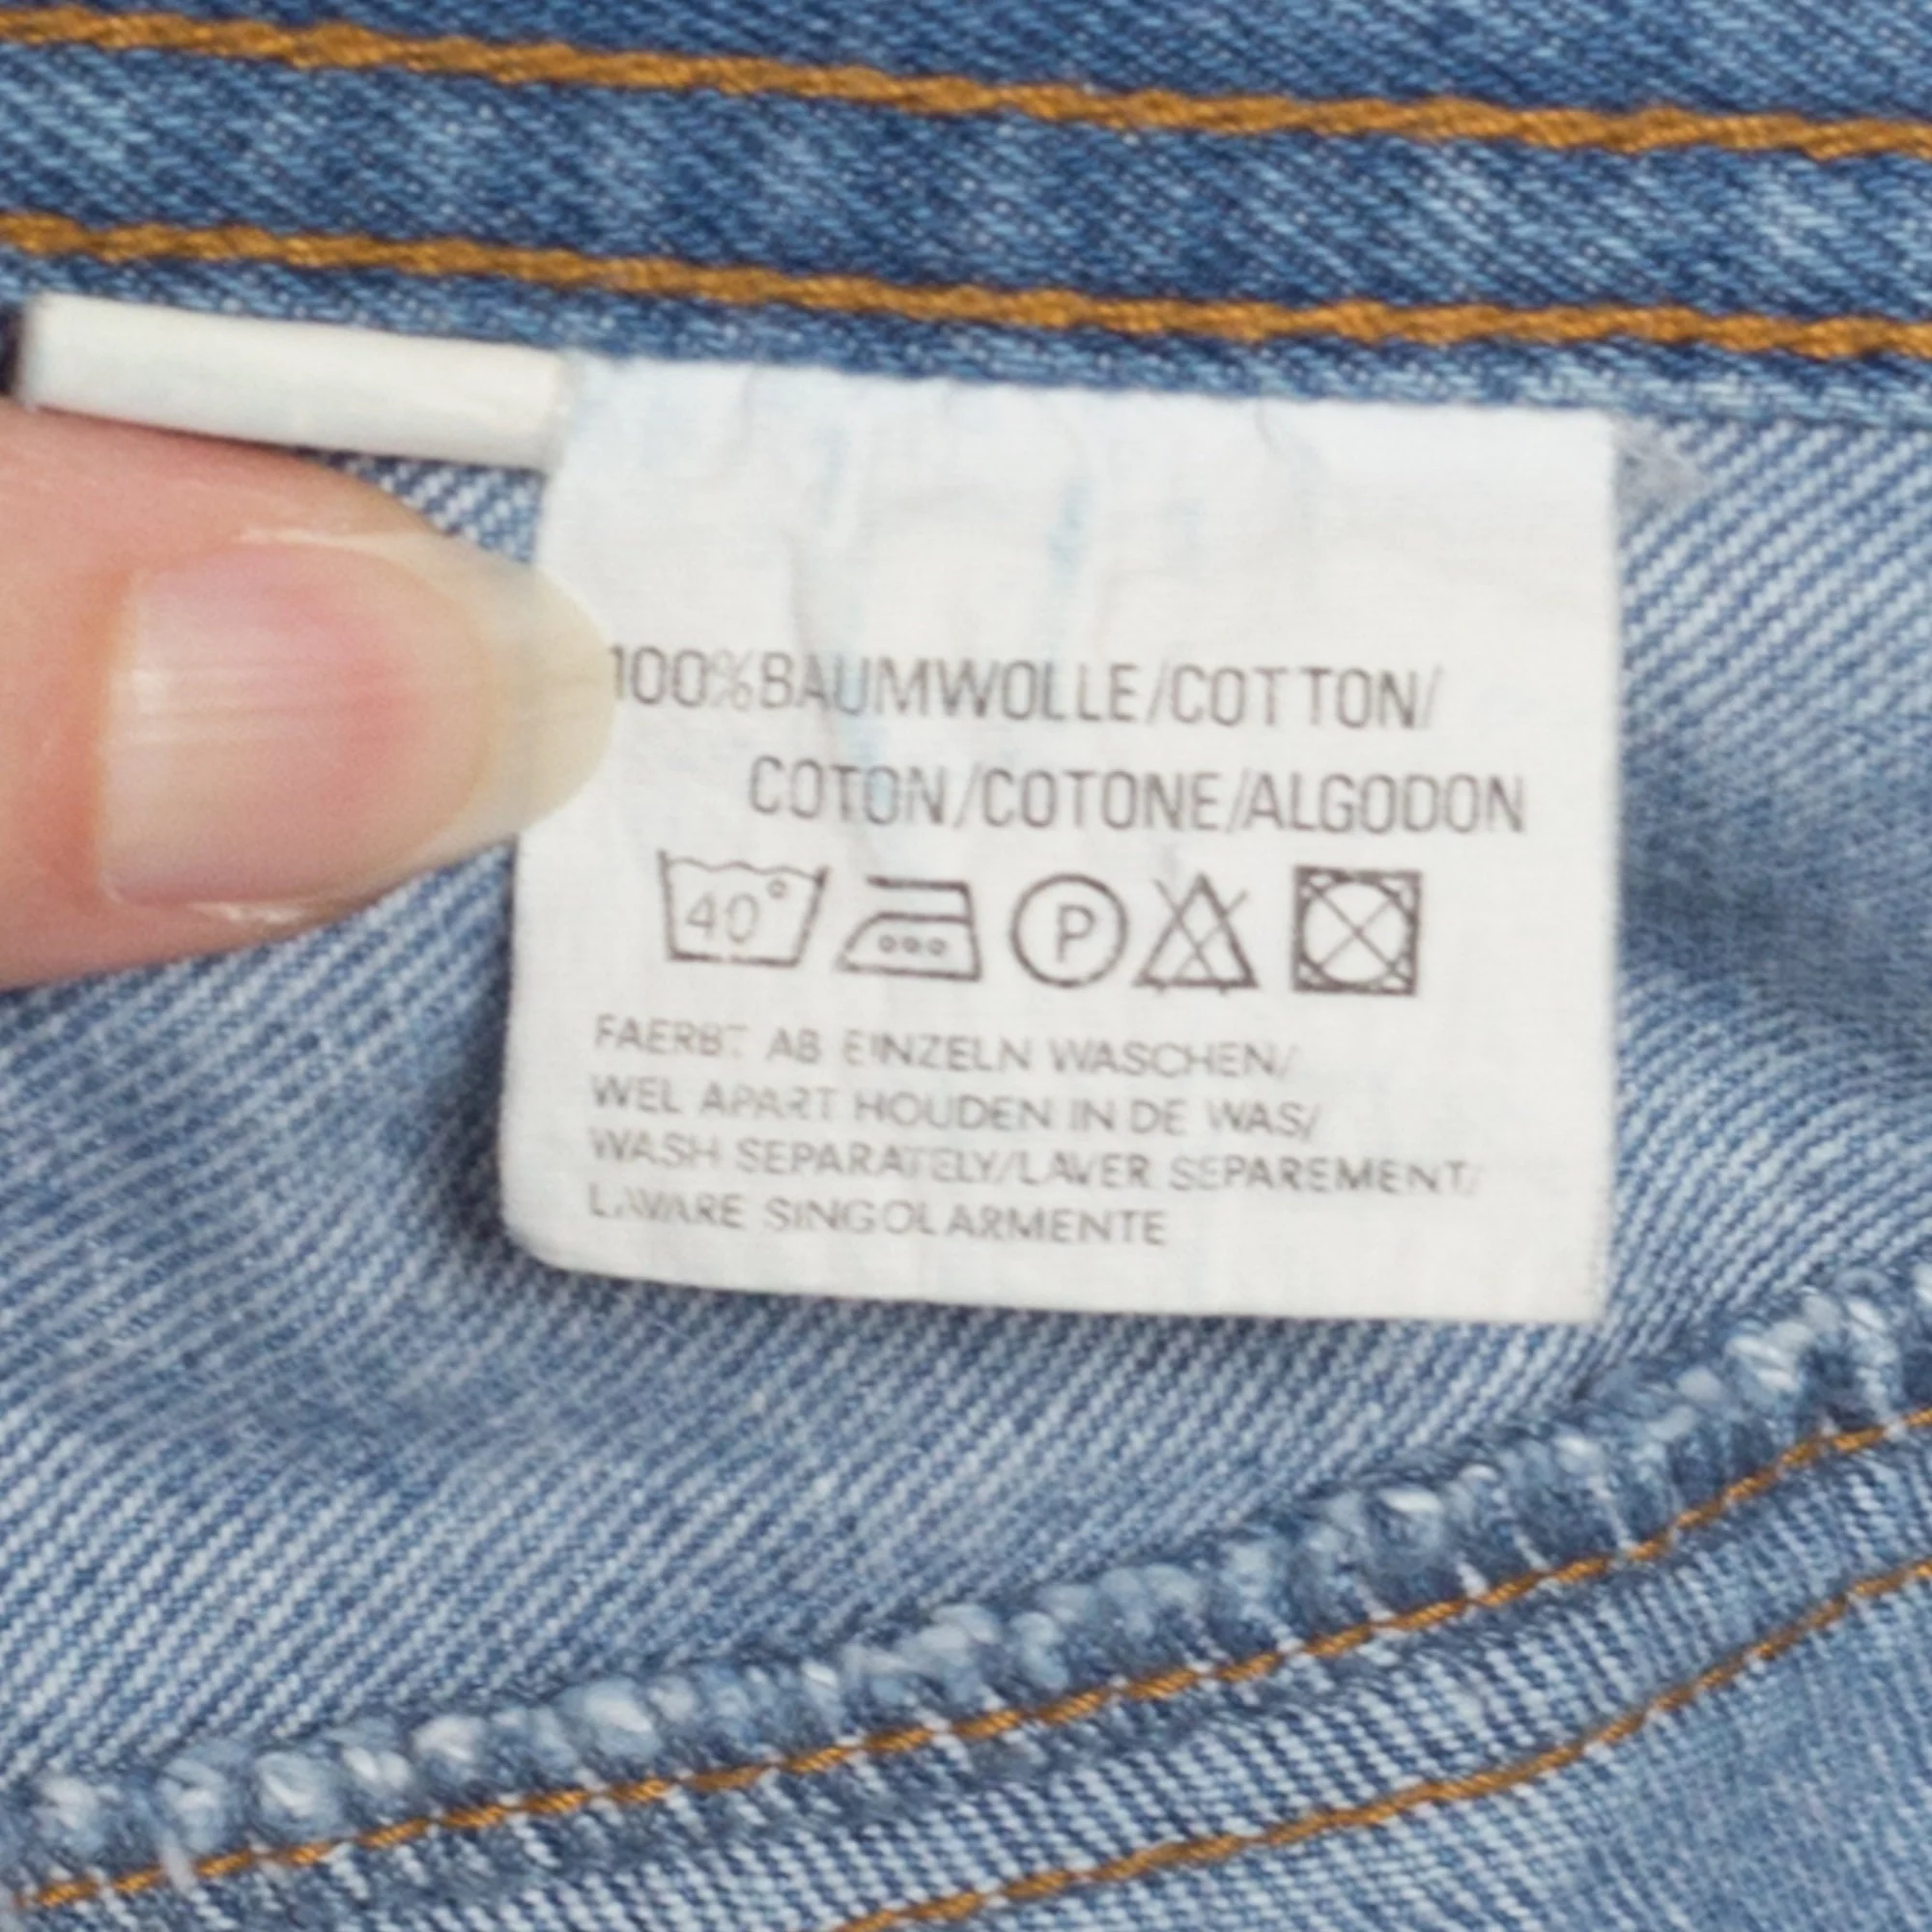 100%BAUMWOLLE/COTTON/
COTON/COTONE/ALGODON
40° P
FAERBT AB EINZELN WASCHEN/
WEL APART HOUDEN IN DE WAS/
WASH SEPARATELY/LAVER SEPAREMENT/
LAVARE SINGOLARMENTE